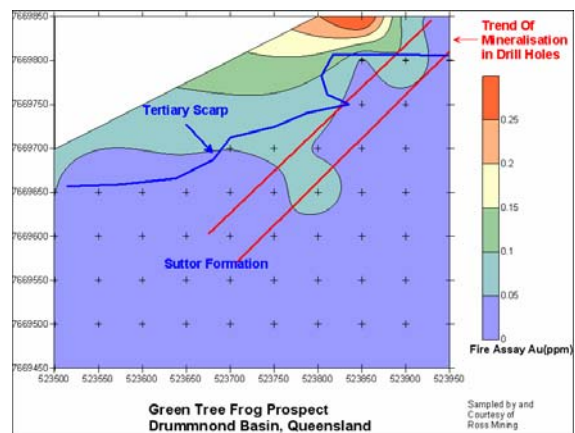 Trend Of
Mineralisation
in Drill Holes
7669850
7669800
7669750
7669700
7669650
7669600
7669550
7669500
7669450
Tertiary Scarp
Suttor Formation
523500
523550
523600
523650
523700
523750
523800
523850
523900
523950
0.25
0.2
0.15
0.1
0.05
0
Fire Assay Au(ppm)
Green Tree Frog Prospect
Drummnond Basin, Queensland
Sampled by and
Courtesy of
Ross Mining